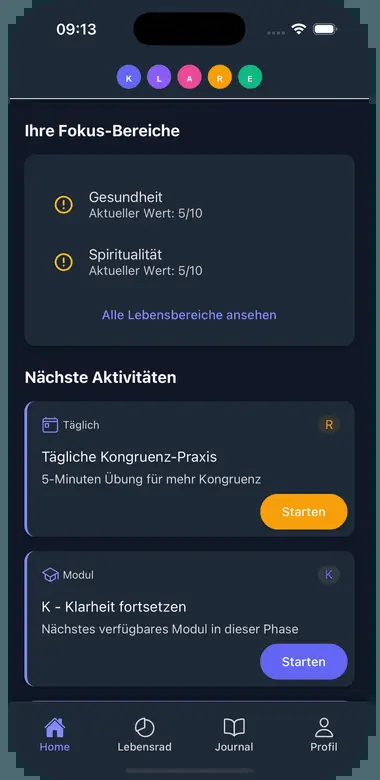 09:13
K L A R E
Ihre Fokus-Bereiche
Gesundheit
Aktueller Wert: 5/10
Spiritualität
Aktueller Wert: 5/10
Alle Lebensbereiche ansehen
Nächste Aktivitäten
Täglich
R
Tägliche Kongruenz-Praxis
5-Minuten Übung für mehr Kongruenz
Starten
Modul
K
K - Klarheit fortsetzen
Nächstes verfügbares Modul in dieser Phase
Starten
Home Lebensrad Journal Profil